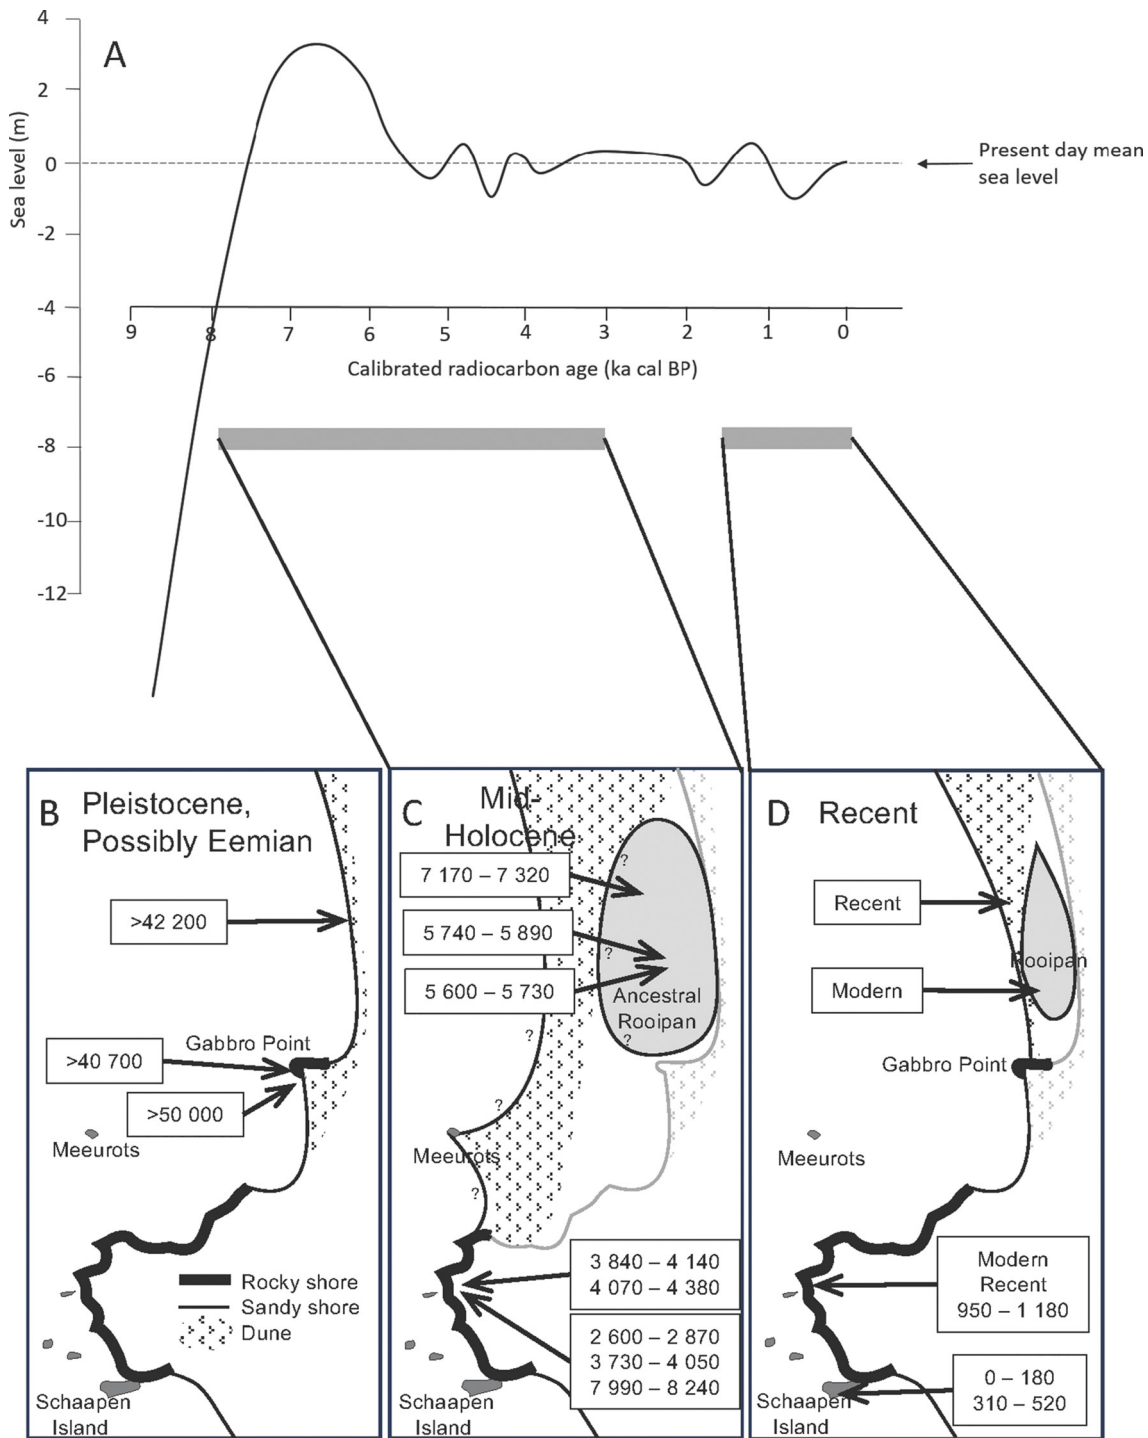 A
4
2
0
-2
-4
-6
-8
-10
-12
Sea level (m)
Present day mean
sea level
9 8 7 6 5 4 3 2 1 0
Calibrated radiocarbon age (ka cal BP)
B Pleistocene,
Possibly Eemian
>42 200
Gabbro Point
>40 700
>50 000
Meeurots
Rocky shore
Sandy shore
Dune
Schaapen
Island
C Mid-
Holocene
?
7 170 – 7 320
5 740 – 5 890
?
5 600 – 5 730
Ancestral
Rooipan
?
?
?
Meeurots
?
3 840 – 4 140
4 070 – 4 380
2 600 – 2 870
3 730 – 4 050
7 990 – 8 240
D Recent
Recent
Rooipan
Modern
Gabbro Point
Meeurots
Modern
Recent
950 – 1 180
0 – 180
310 – 520
Schaapen
Island